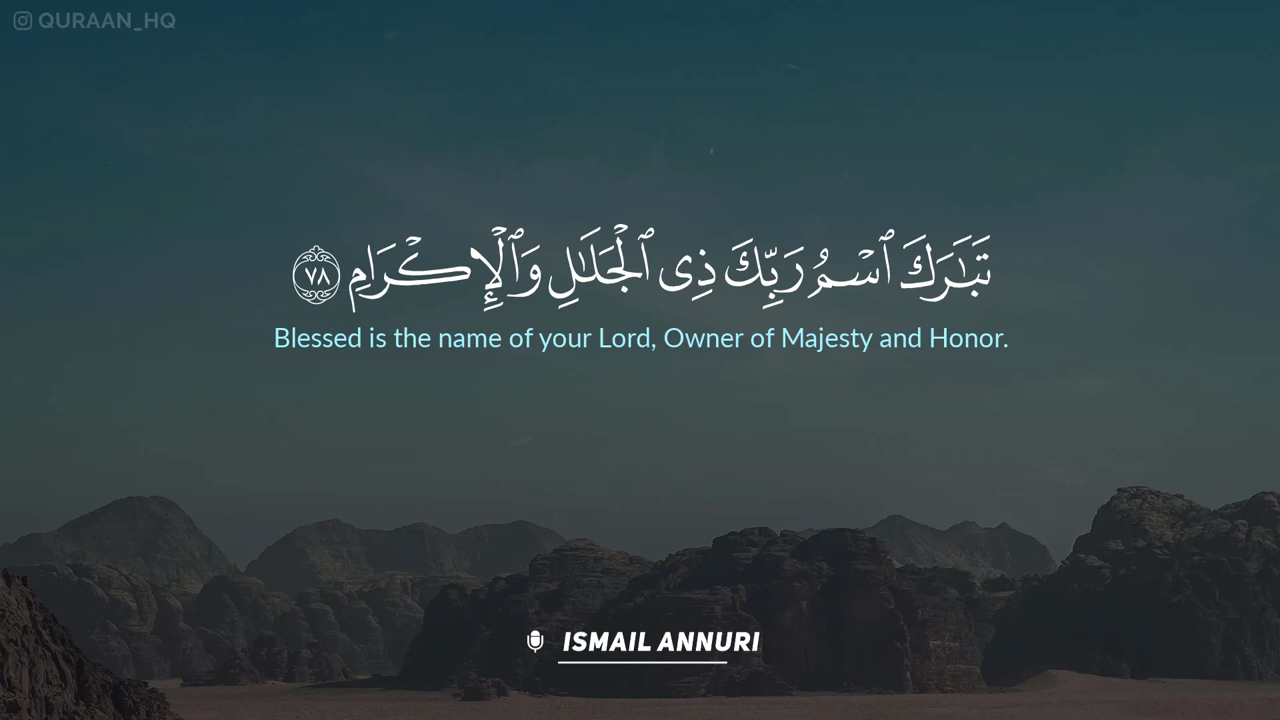 QURAAN_HQ
تَبَـٰرَكَ ٱسْمُ رَبِّكَ ذِى ٱلْجَلَـٰلِ وَٱلْإِكْرَامِ ٧٨
Blessed is the name of your Lord, Owner of Majesty and Honor.
ISMAIL ANNURI